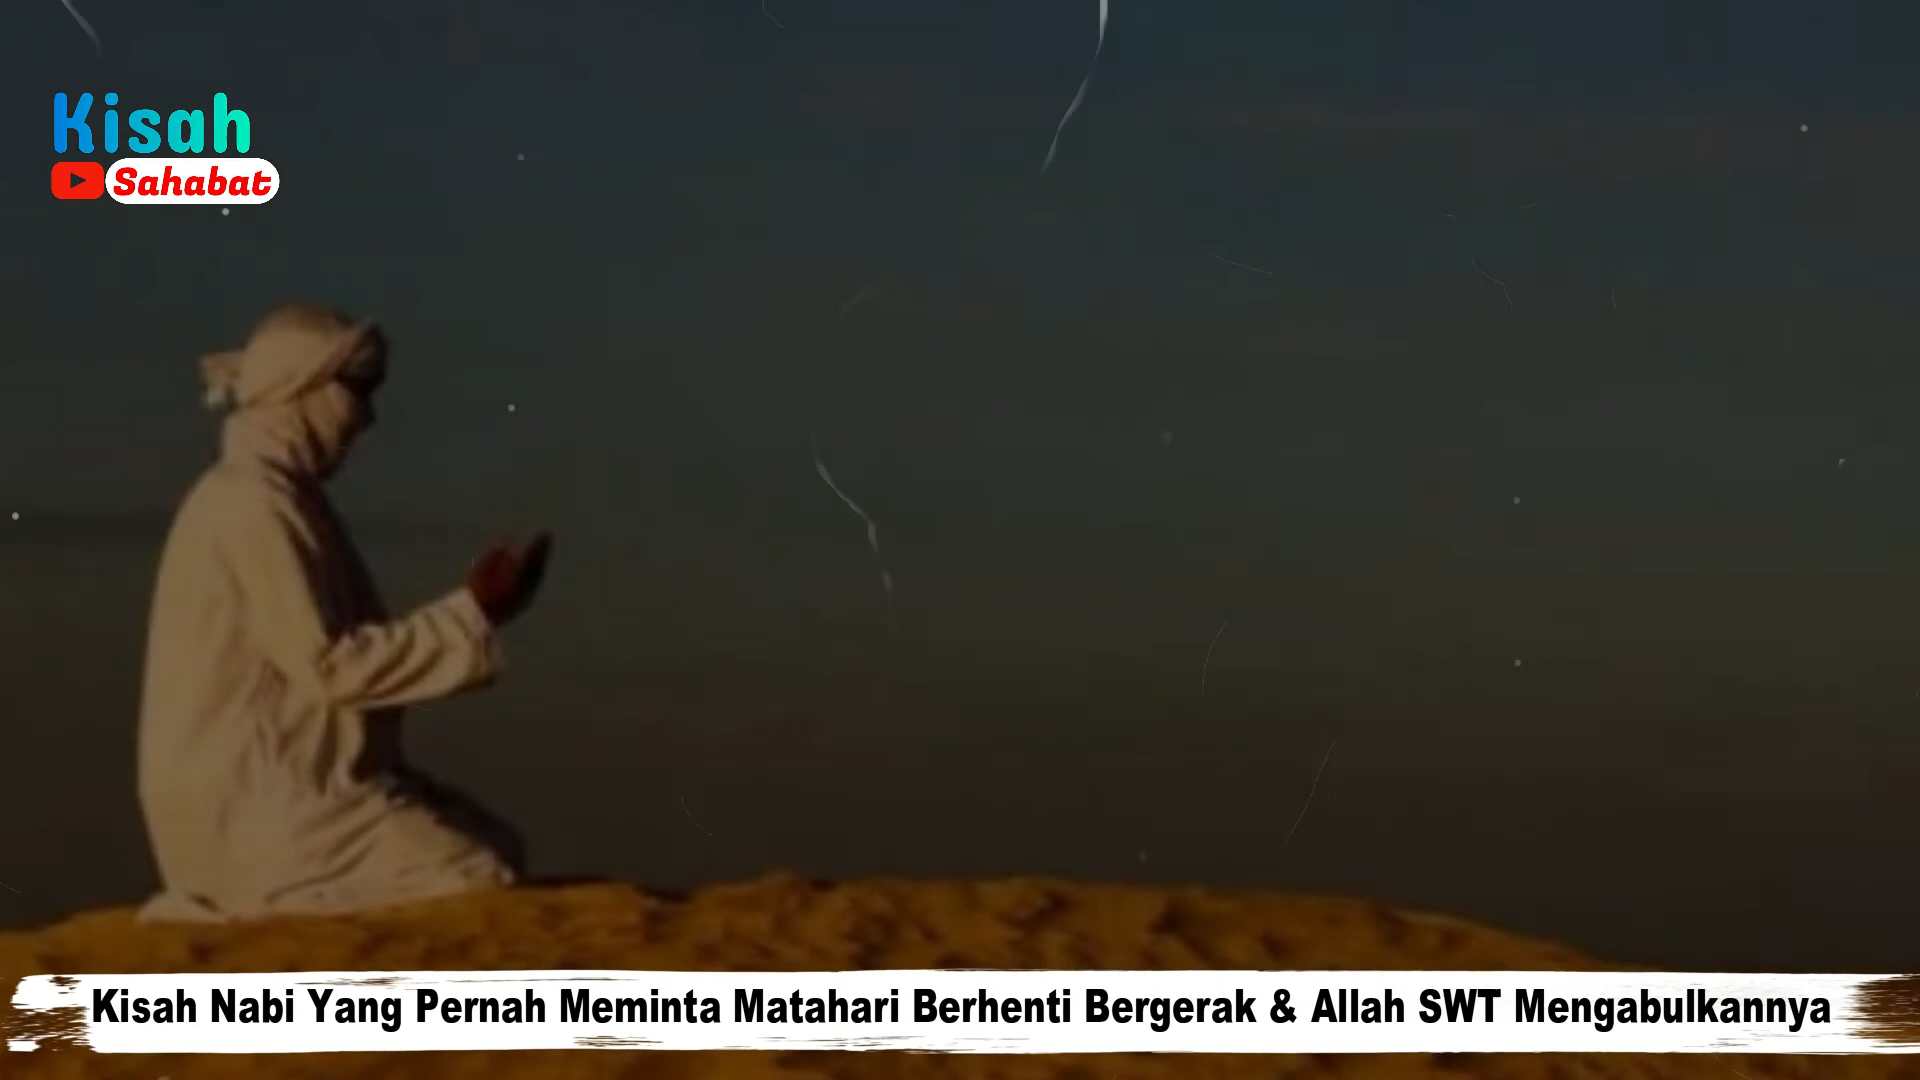 Kisah
Sahabat
Kisah Nabi Yang Pernah Meminta Matahari Berhenti Bergerak & Allah SWT Mengabulkannya